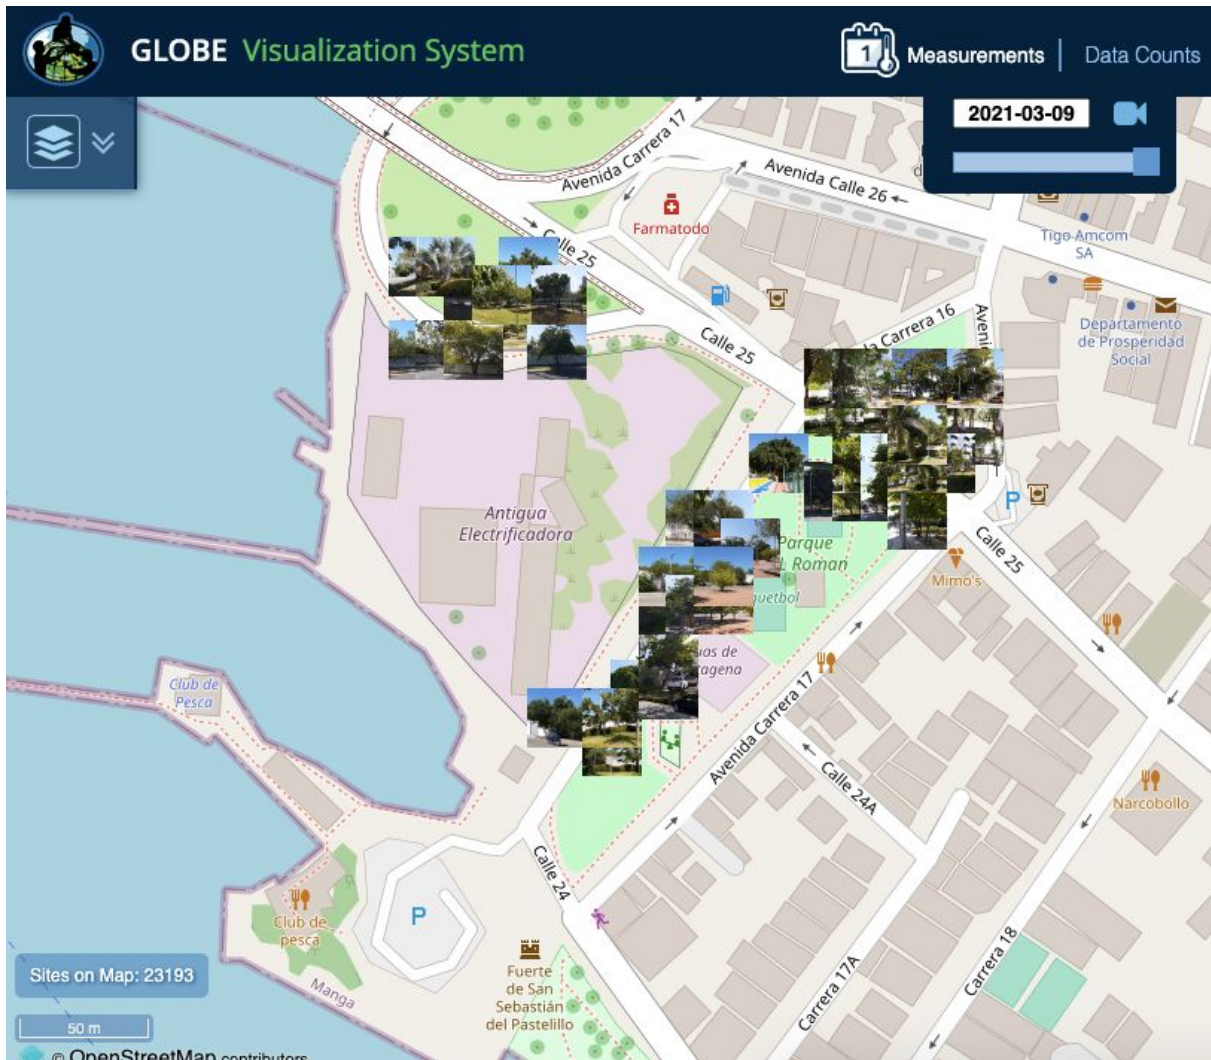 GLOBE Visualization System
1
Measurements
Data Counts
2021-03-09
Avenida Carrera 17
Avenida Calle 26
Farmatodo
Tigo Amcom
SA
Calle 25
Calle 25
Carrera 16
Departamento
de Prosperidad
Social
Antigua
Electrificadora
Parque
Roman
P
Calle 25
Mimo's
Club de
Pesca
Avenida Carrera 17
Calle 24A
Narcobollo
Calle 24
P
Club de
pesca
Manga
Fuerte
de San
Sebastián
del Pastelillo
Carrera 17A
Carrera 18
Sites on Map: 23193
50 m
© OpenStreetMap contributors